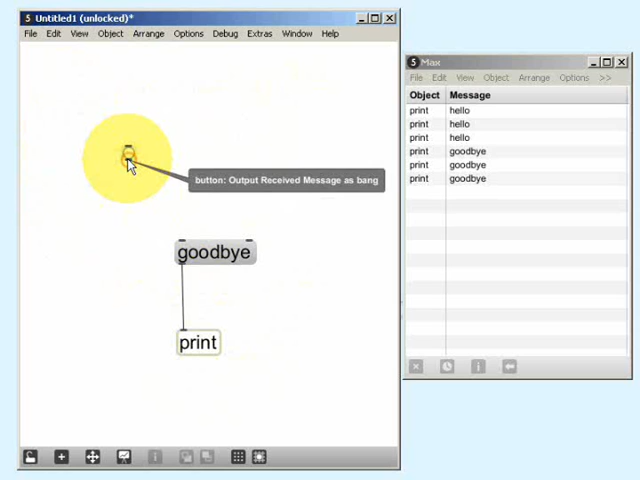 5 Untitled1 (unlocked)*
File Edit View Object Arrange Options Debug Extras Window Help
button: Output Received Message as bang
goodbye
print
5 Max
File Edit View Object Arrange Options >>
Object Message
print hello
print hello
print hello
print goodbye
print goodbye
print goodbye